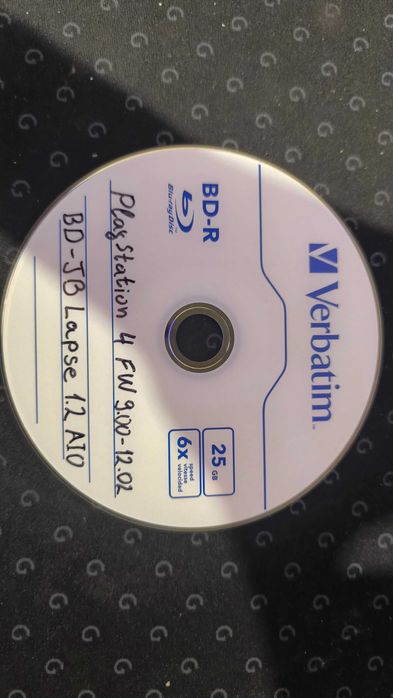 Verbatim
BD-R
Blu-ray Disc
25 GB
6x speed
vitesse
velocidad
PlayStation 4 FW 9.00-12.02
BD-JB Lapse 1.2 AIO